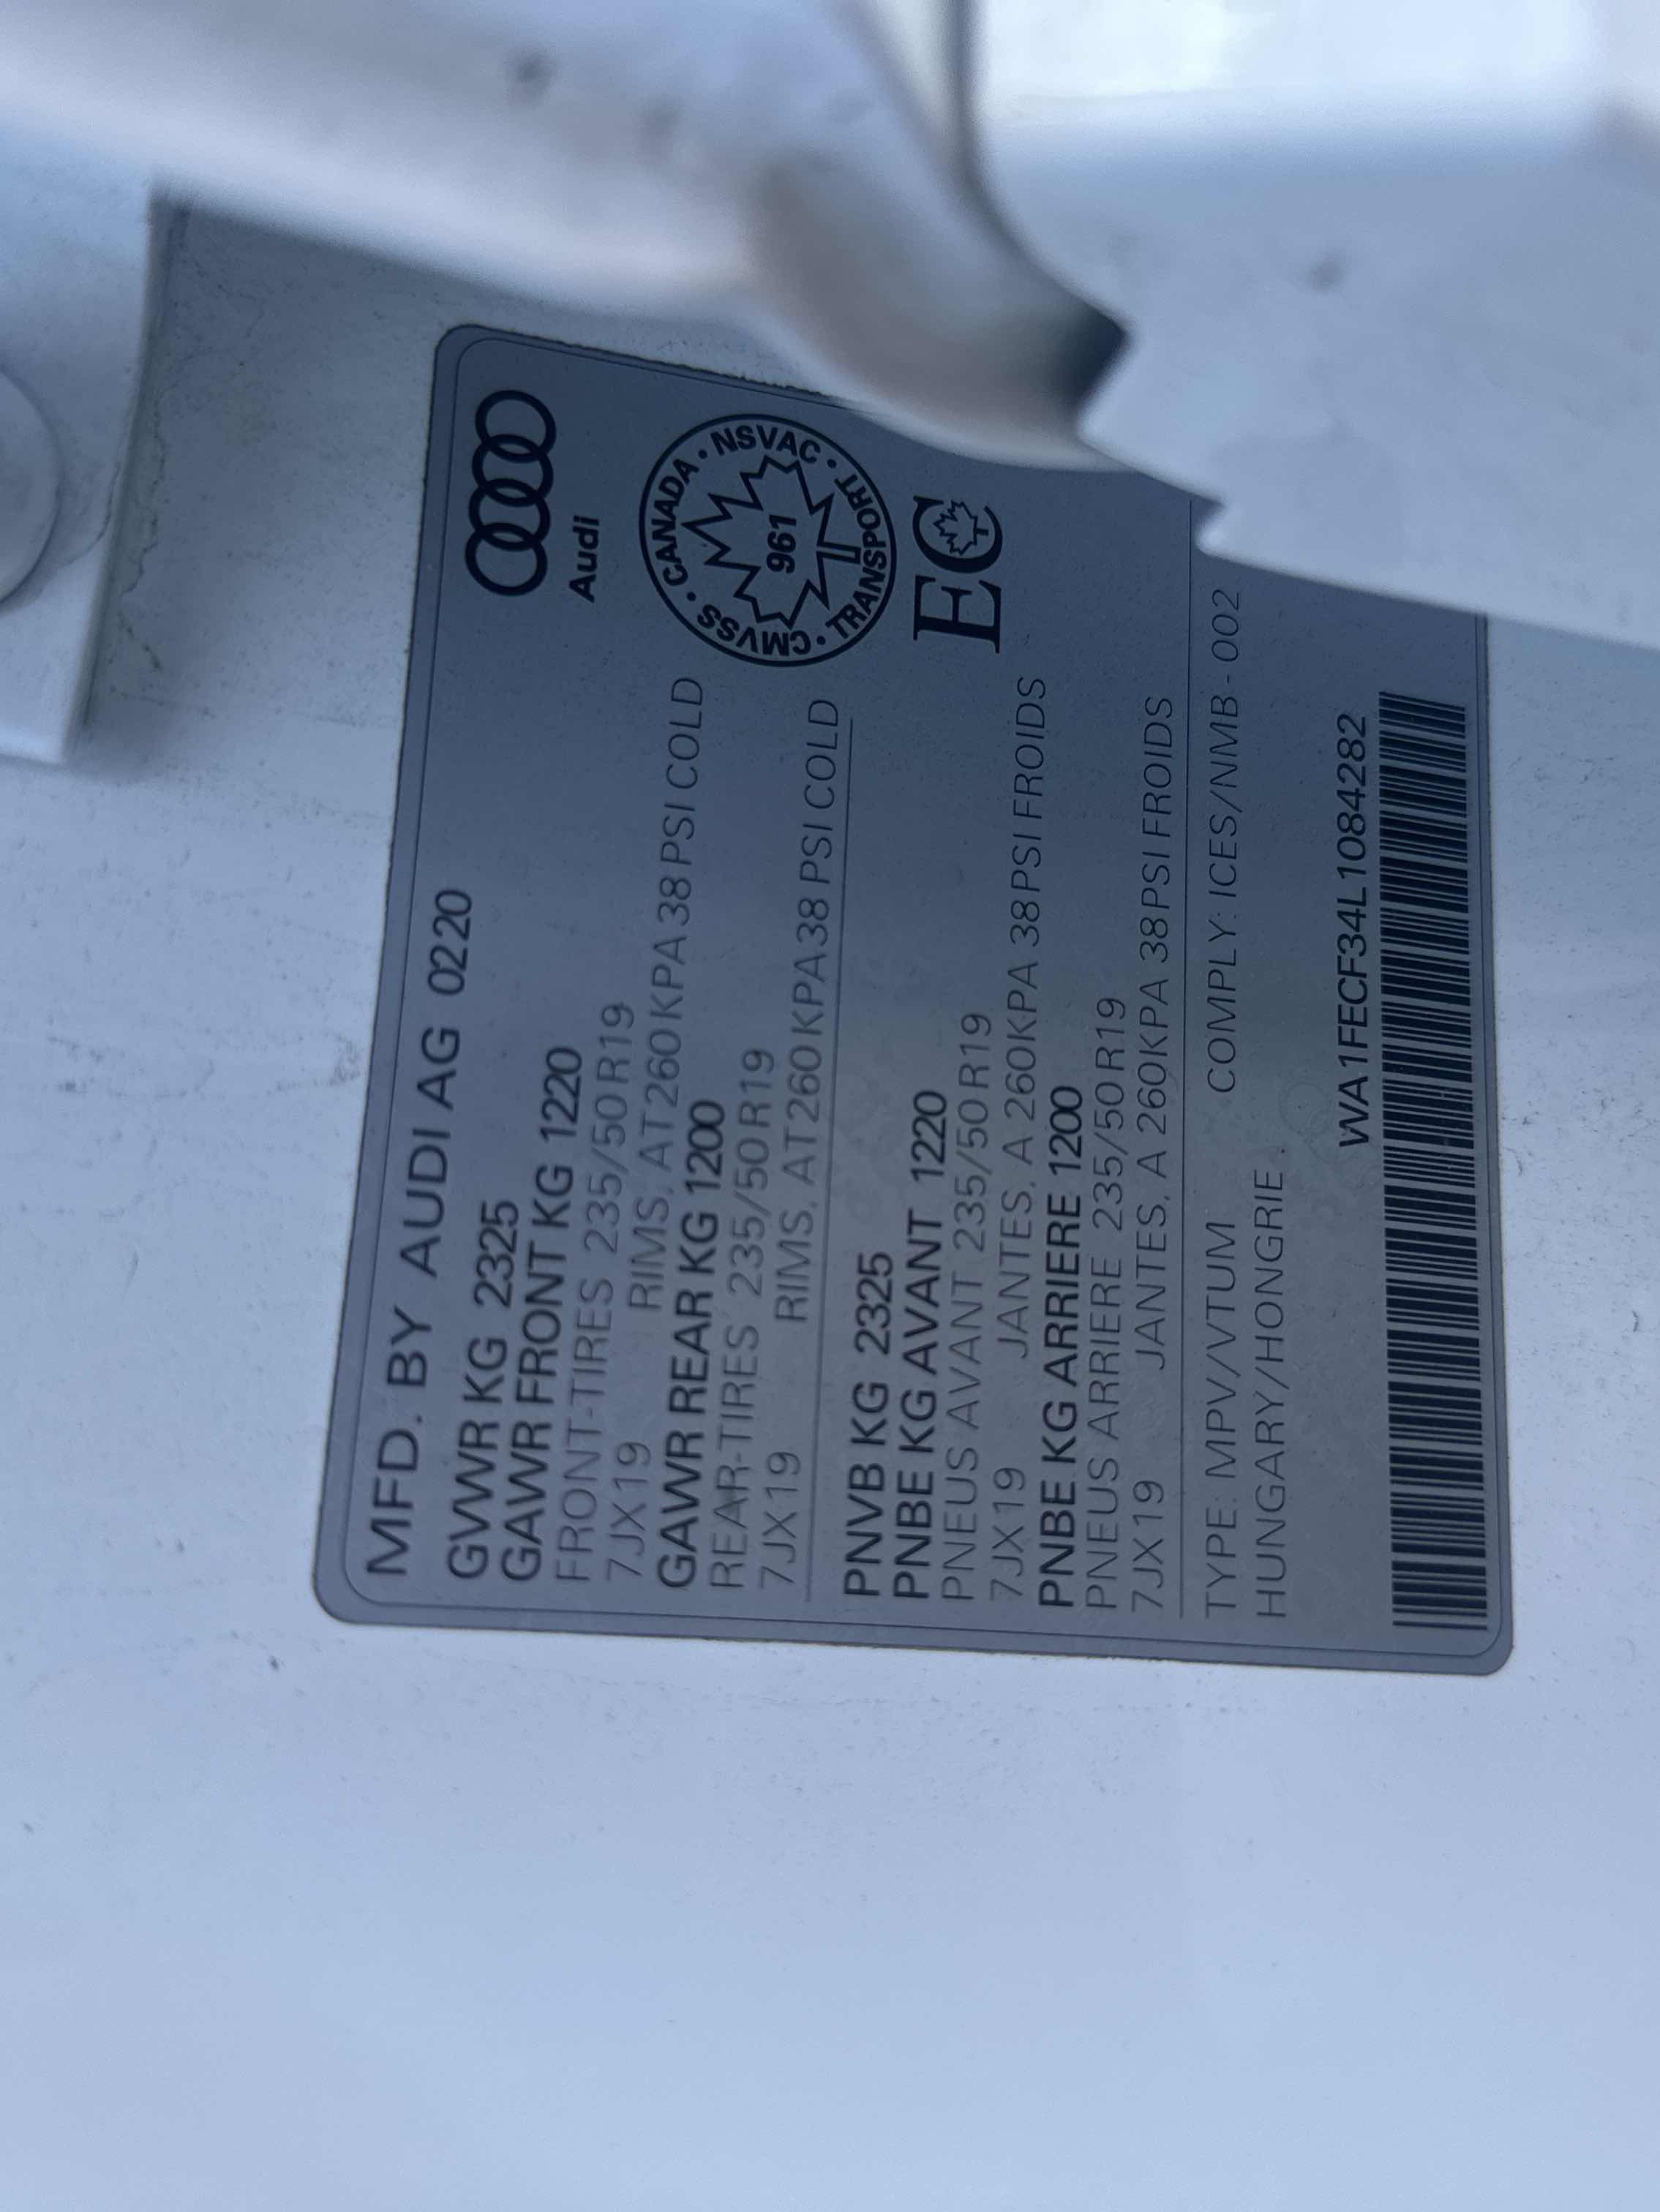 MFD. BY AUDI AG 0220
GVWR KG 2325
GAWR FRONT KG 1220
FRONT-TIRES 235/50 R19
7JX19 RIMS, AT 260 KPA 38 PSI COLD
GAWR REAR KG 1200
REAR-TIRES 235/50 R19
7JX19 RIMS, AT 260 KPA 38 PSI COLD
PNVB KG 2325
PNBE KG AVANT 1220
PNEUS AVANT 235/50 R19
7JX19 JANTES, A 260KPA 38PSI FROIDS
PNBE KG ARRIERE 1200
PNEUS ARRIERE 235/50 R19
7JX19 JANTES, A 260KPA 38PSI FROIDS
TYPE: MPV/VTUM COMPLY: ICES/NMB-002
HUNGARY/HONGRIE .
WA1FECF34L1084282
Audi
CMVSS · CANADA · NSVAC · TRANSPORT
961
EC